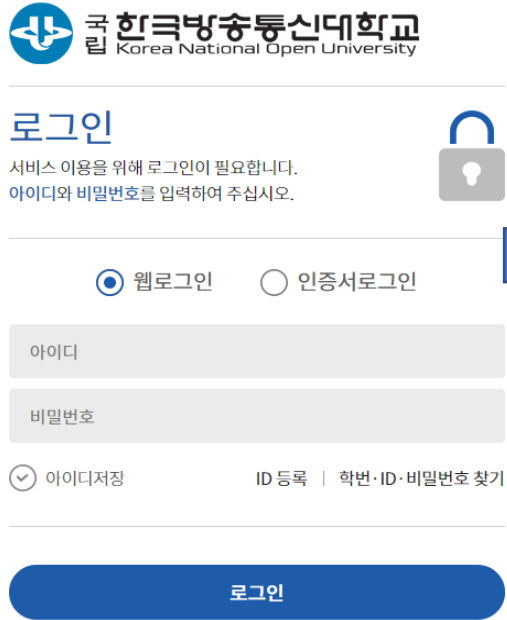 국립 한국방송통신대학교
Korea National Open University
로그인
서비스 이용을 위해 로그인이 필요합니다.
아이디와 비밀번호를 입력하여 주십시오.
웹로그인 인증서로그인
아이디
비밀번호
아이디저장 ID 등록 | 학번·ID·비밀번호 찾기
로그인